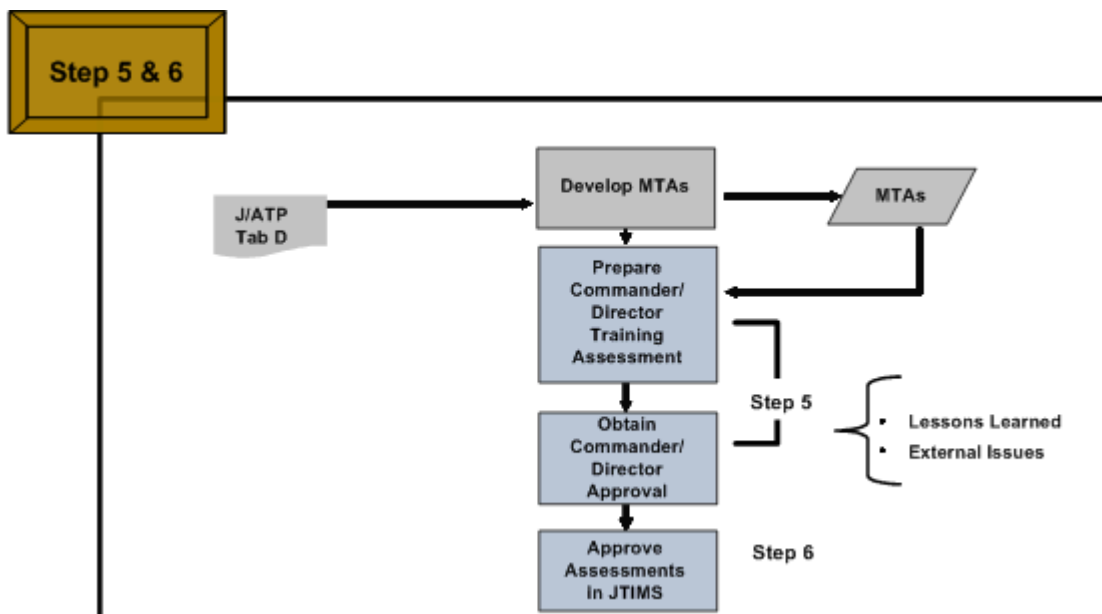 Step 5 & 6
Develop MTAs
MTAs
J/ATP
Tab D
Prepare
Commander/
Director
Training
Assessment
Step 5
Obtain
Commander/
Director
Approval
• Lessons Learned
• External Issues
Approve
Assessments
in JTIMS
Step 6